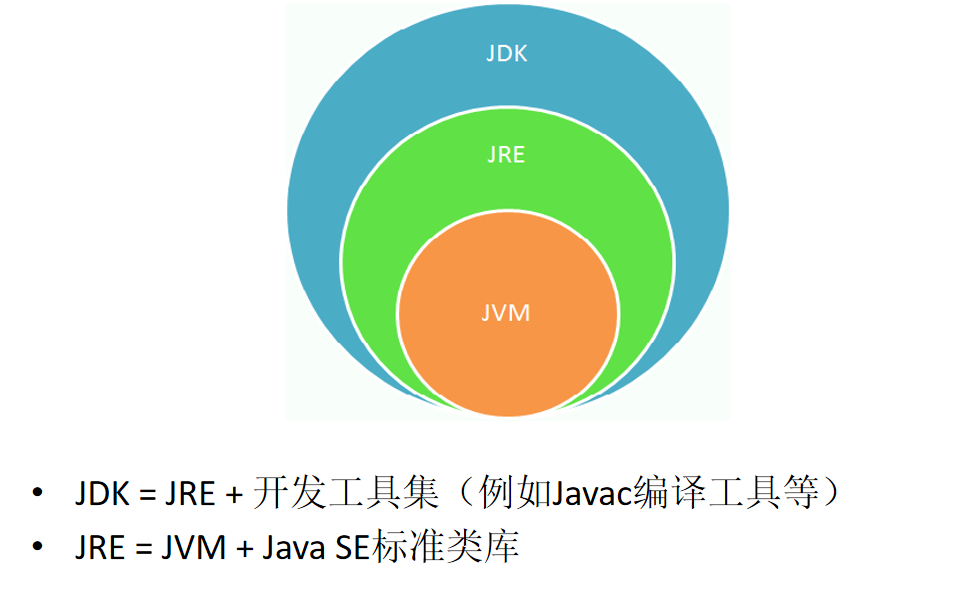 JDK
JRE
JVM
• JDK = JRE + 开发工具集（例如Javac编译工具等）
• JRE = JVM + Java SE标准类库